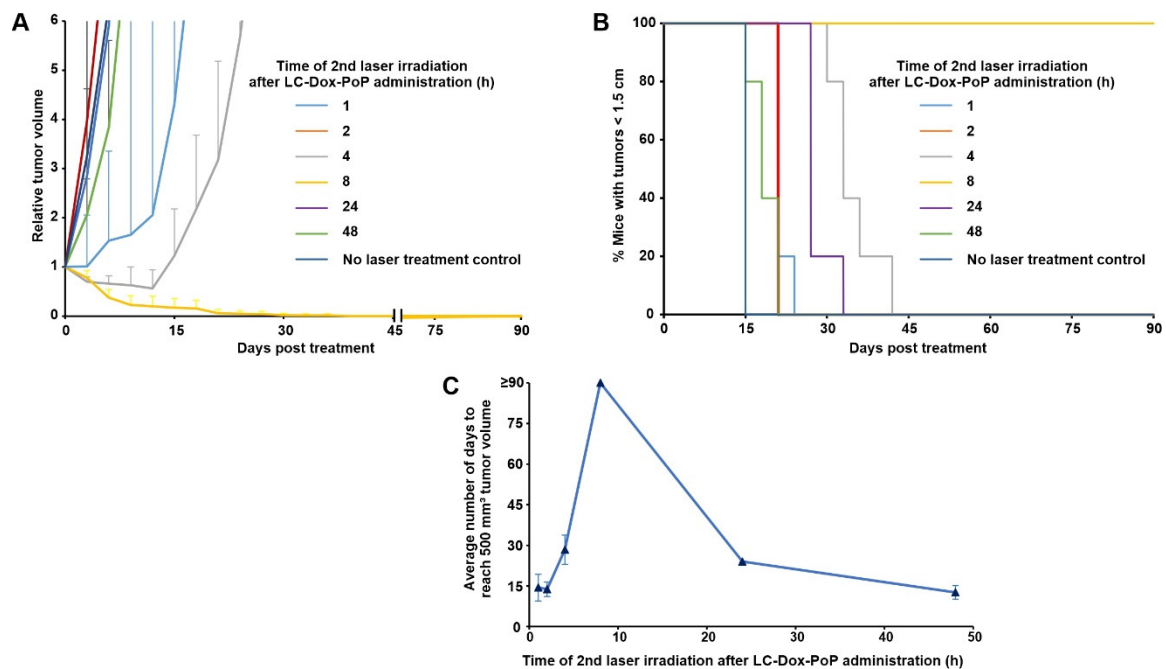 A
Relative tumor volume
6
5
4
3
2
1
0
0 15 30 45 75 90
Days post treatment
Time of 2nd laser irradiation
after LC-Dox-PoP administration (h)
1
2
4
8
24
48
No laser treatment control
B
% Mice with tumors < 1.5 cm
100
80
60
40
20
0
0 15 30 45 60 75 90
Days post treatment
Time of 2nd laser irradiation
after LC-Dox-PoP administration (h)
1
2
4
8
24
48
No laser treatment control
C
Average number of days to
reach 500 mm³ tumor volume
≥90
75
60
45
30
15
0
0 10 20 30 40 50
Time of 2nd laser irradiation after LC-Dox-PoP administration (h)